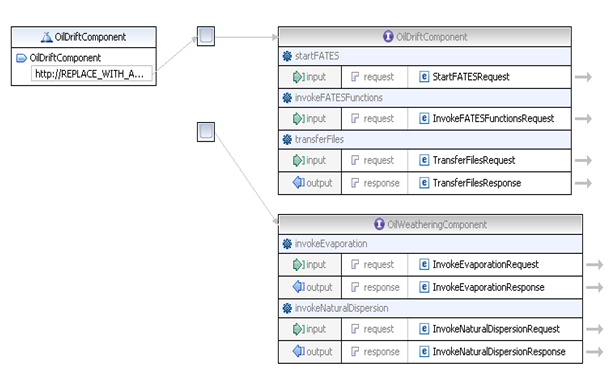 OilDriftComponent
OilDriftComponent
http://REPLACE_WITH_A...
OilDriftComponent
startFATES
input request StartFATESRequest
invokeFATESFunctions
input request InvokeFATESFunctionsRequest
transferFiles
input request TransferFilesRequest
output response TransferFilesResponse
OilWeatheringComponent
invokeEvaporation
input request InvokeEvaporationRequest
output response InvokeEvaporationResponse
invokeNaturalDispersion
input request InvokeNaturalDispersionRequest
output response InvokeNaturalDispersionResponse